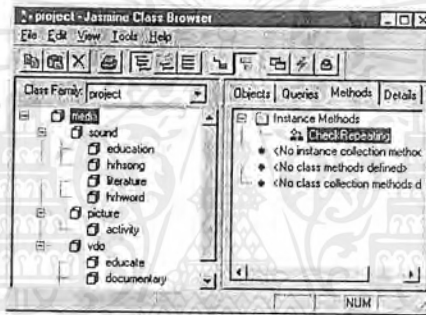 project - Jasmine Class Browser
File Edit View Tools Help
Class Family: project
Objects Queries Methods Details
media
sound
education
hrhsong
literature
hrhword
picture
activity
vdo
educate
documentary
Instance Methods
CheckRepeating
<No instance collection method
<No class methods defined>
<No class collection methods d
NUM